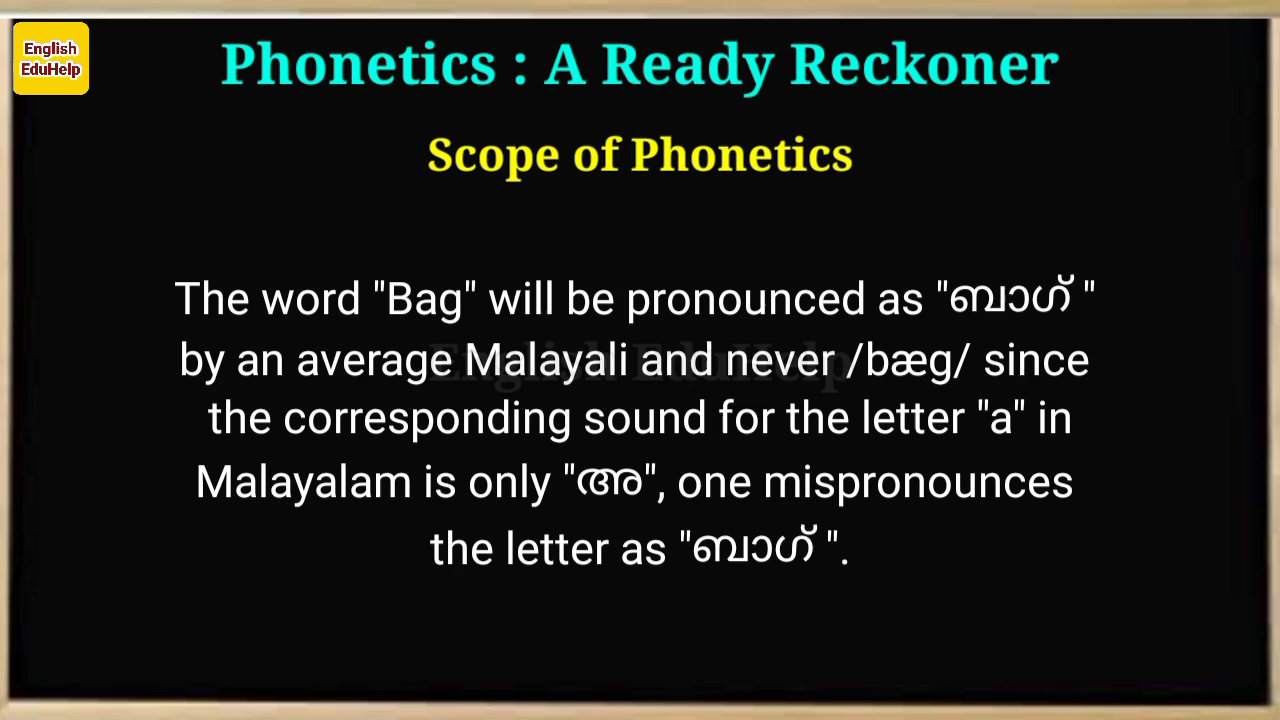 English
EduHelp
Phonetics : A Ready Reckoner
Scope of Phonetics
The word "Bag" will be pronounced as "ബാഗ് "
by an average Malayali and never /bæg/ since
the corresponding sound for the letter "a" in
Malayalam is only "അ", one mispronounces
the letter as "ബാഗ് ".
English EduHelp